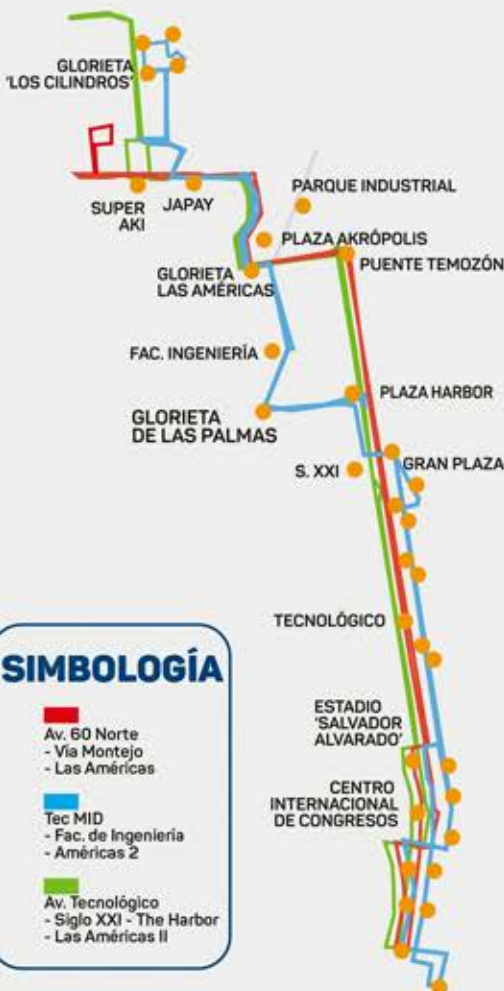 GLORIETA
'LOS CILINDROS'
SUPER
AKI
JAPAY
PARQUE INDUSTRIAL
PLAZA AKRÓPOLIS
PUENTE TEMOZÓN
GLORIETA
LAS AMÉRICAS
FAC. INGENIERÍA
PLAZA HARBOR
GLORIETA
DE LAS PALMAS
GRAN PLAZA
S. XXI
TECNOLÓGICO
ESTADIO
'SALVADOR
ALVARADO'
CENTRO
INTERNACIONAL
DE CONGRESOS
SIMBOLOGÍA
Av. 60 Norte
- Vía Montejo
- Las Américas
Tec MID
- Fac. de Ingeniería
- Américas 2
Av. Tecnológico
- Siglo XXI - The Harbor
- Las Américas II